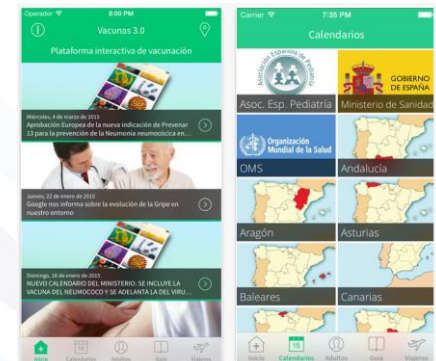 Operador
8:00 PM
Vacunas 3.0
Plataforma interactiva de vacunación
Miércoles, 4 de marzo de 2015
Aprobación Europea de la nueva indicación de Prevenar
13 para la prevención de la Neumonía neumocócica en...
Jueves, 22 de enero de 2015
Google nos informa sobre la evolución de la Gripe en
nuestro entorno
Domingo, 18 de enero de 2015
NUEVO CALENDARIO DEL MINISTERIO: SE INCLUYE LA
VACUNA DEL NEUMOCOCO Y SE ADELANTA LA DEL VIRU...
Inicio
Calendarios
Adultos
Guía
Viajeros
Carrier
7:35 PM
Calendarios
Asociación Española de Pediatría
GOBIERNO
DE ESPAÑA
Asoc. Esp. Pediatría
Ministerio de Sanidad
Organización
Mundial de la Salud
OMS
Andalucía
Aragón
Asturias
Baleares
Canarias
Inicio
Calendarios
Adultos
Guía
Viajeros